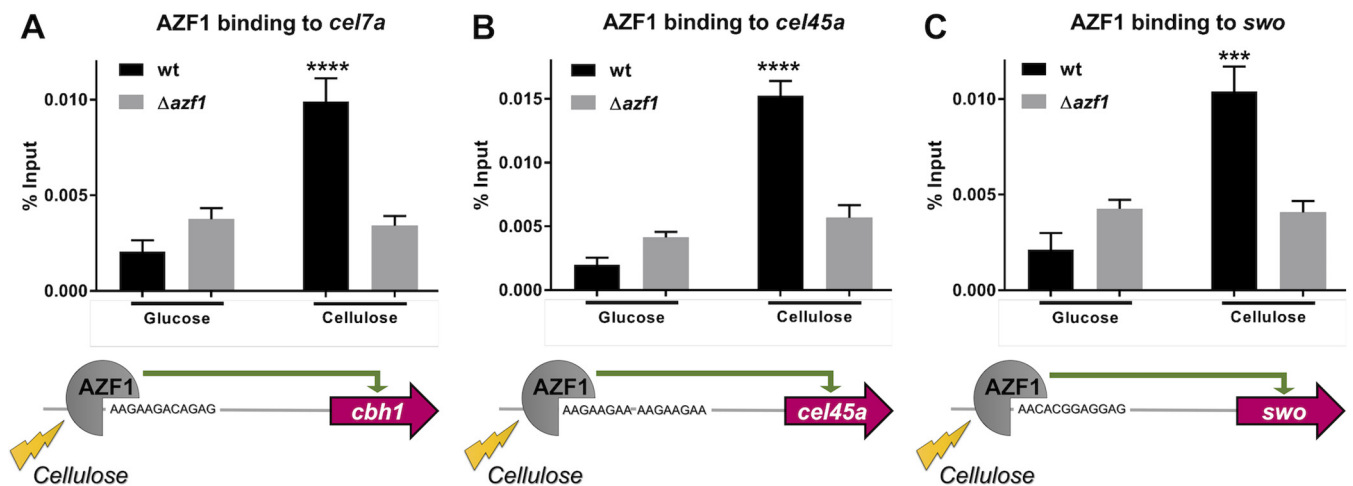 A
AZF1 binding to cel7a
wt
Δazf1
****
% Input
0.010
0.005
0.000
Glucose
Cellulose
AZF1
AAGAAGACAGAG
cbh1
Cellulose
B
AZF1 binding to cel45a
wt
Δazf1
****
% Input
0.015
0.010
0.005
0.000
Glucose
Cellulose
AZF1
AAGAAGAA AAGAAGAA
cel45a
Cellulose
C
AZF1 binding to swo
wt
Δazf1
***
% Input
0.010
0.005
0.000
Glucose
Cellulose
AZF1
AACACGGAGGAG
swo
Cellulose